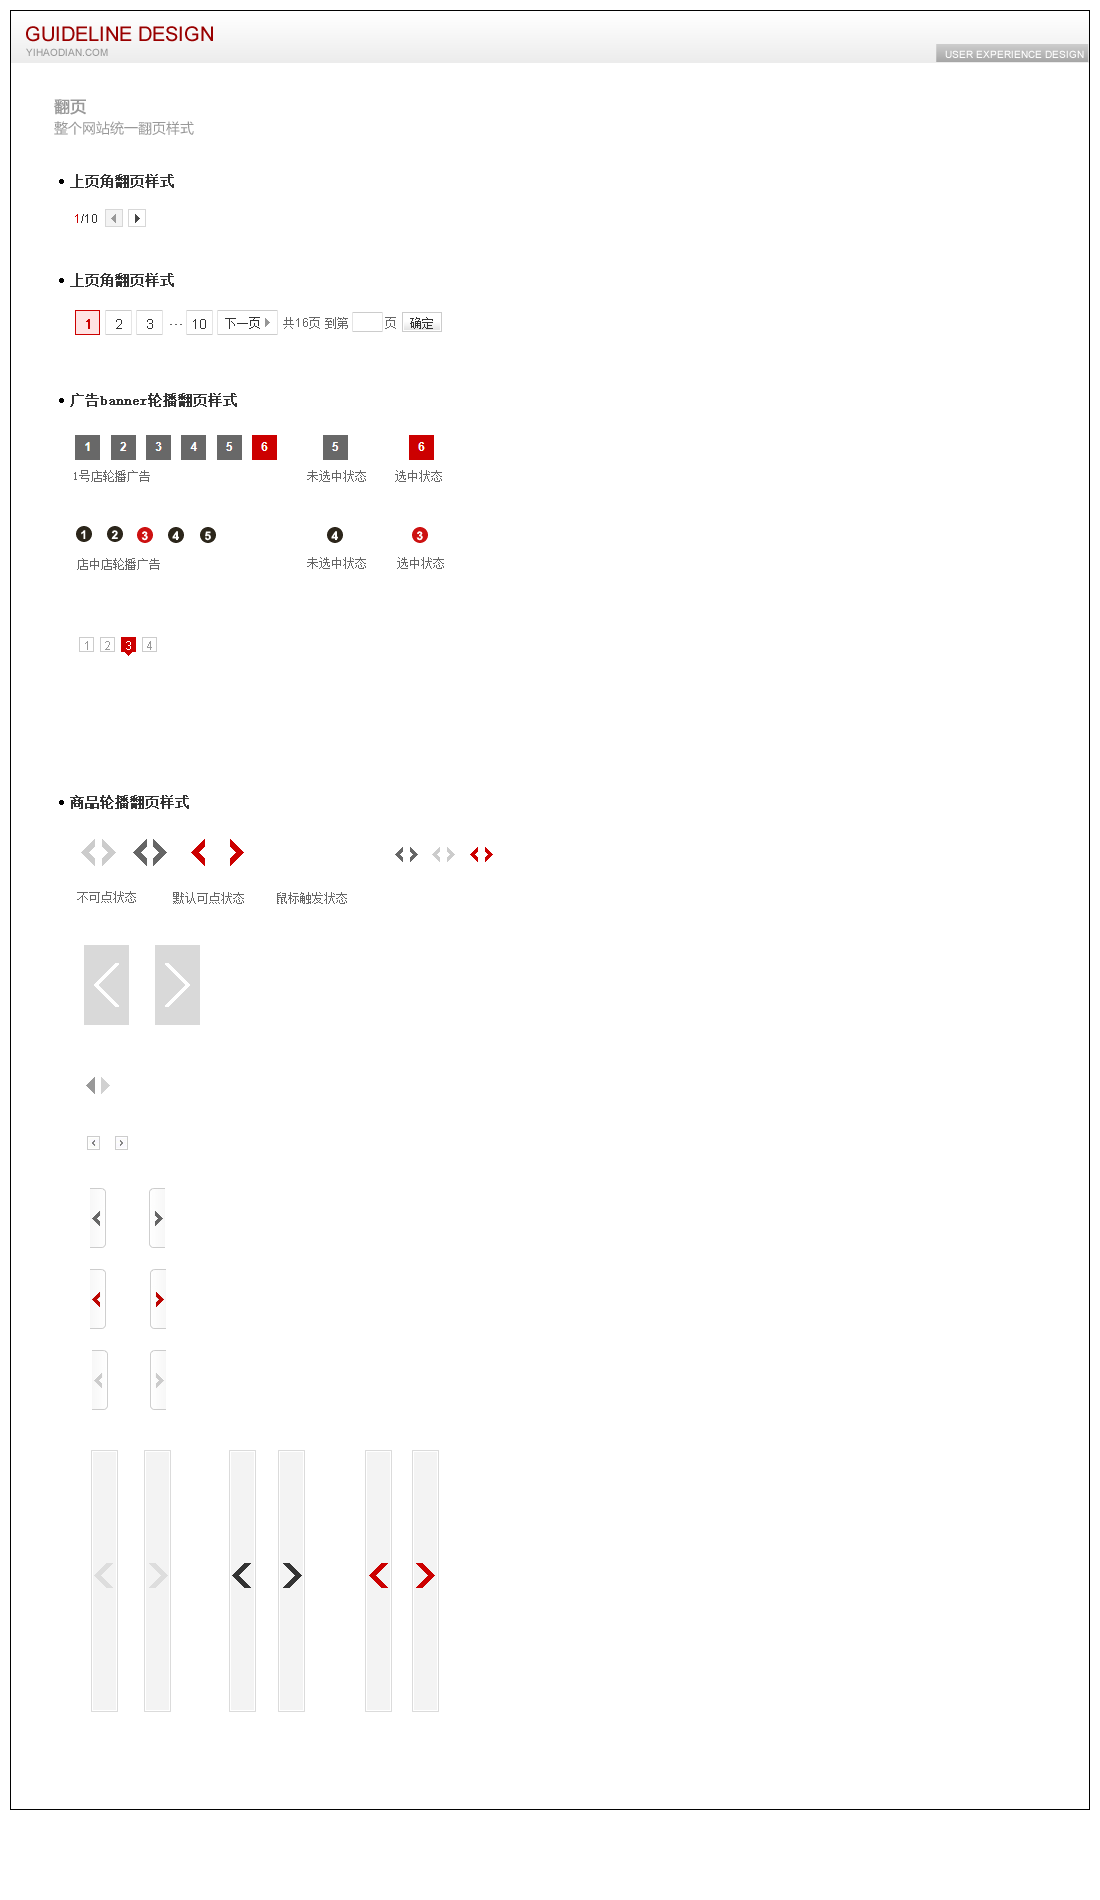 GUIDELINE DESIGN
YIHAODIAN.COM
USER EXPERIENCE DESIGN
翻页
整个网站统一翻页样式
• 上页角翻页样式
1/10
• 上页角翻页样式
1 2 3 ··· 10 下一页 共16页 到第 页 确定
• 广告banner轮播翻页样式
1 2 3 4 5 6 5 6
1号店轮播广告 未选中状态 选中状态
1 2 3 4 5 4 3
店中店轮播广告 未选中状态 选中状态
1 2 3 4
• 商品轮播翻页样式
不可点状态 默认可点状态 鼠标触发状态